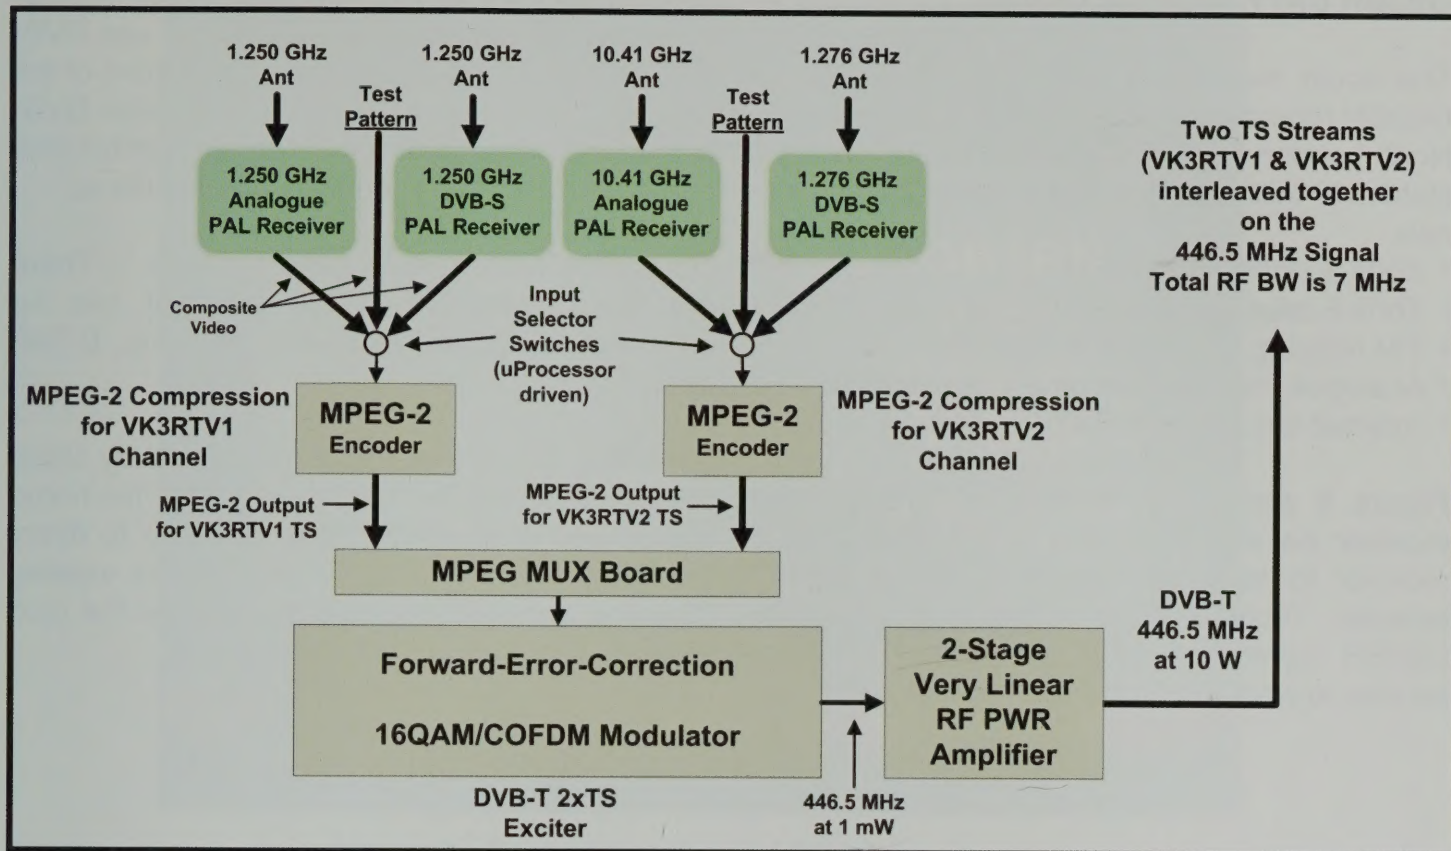 1.250 GHz
Ant
1.250 GHz
Ant
10.41 GHz
Ant
1.276 GHz
Ant
Test
Pattern
Test
Pattern
1.250 GHz
Analogue
PAL Receiver
1.250 GHz
DVB-S
PAL Receiver
10.41 GHz
Analogue
PAL Receiver
1.276 GHz
DVB-S
PAL Receiver
Two TS Streams
(VK3RTV1 & VK3RTV2)
interleaved together
on the
446.5 MHz Signal
Total RF BW is 7 MHz
Composite
Video
Input
Selector
Switches
(uProcessor
driven)
MPEG-2 Compression
for VK3RTV1
Channel
MPEG-2
Encoder
MPEG-2
Encoder
MPEG-2 Compression
for VK3RTV2
Channel
MPEG-2 Output
for VK3RTV1 TS
MPEG-2 Output
for VK3RTV2 TS
MPEG MUX Board
Forward-Error-Correction
16QAM/COFDM Modulator
2-Stage
Very Linear
RF PWR
Amplifier
DVB-T
446.5 MHz
at 10 W
DVB-T 2xTS
Exciter
446.5 MHz
at 1 mW